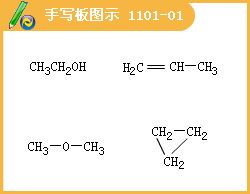 手写板图示 1101-01
CH₃CH₂OH
H₂C=CH-CH₃
CH₃-O-CH₃
CH₂-CH₂
CH₂